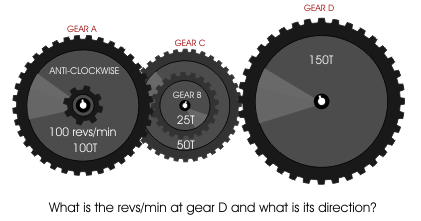 GEAR D
GEAR A
GEAR C
ANTI-CLOCKWISE
150T
GEAR B
25T
100 revs/min
100T
50T
What is the revs/min at gear D and what is its direction?